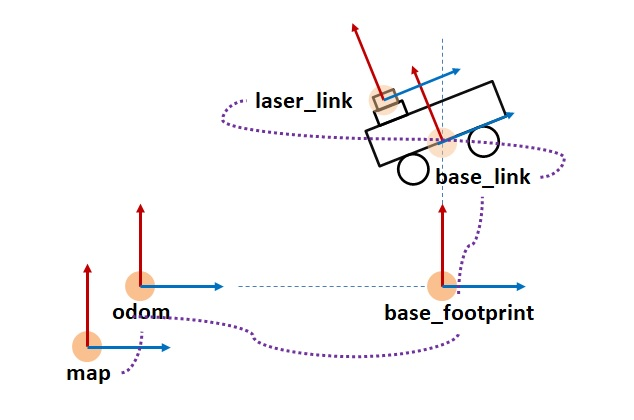 laser_link
base_link
odom
base_footprint
map